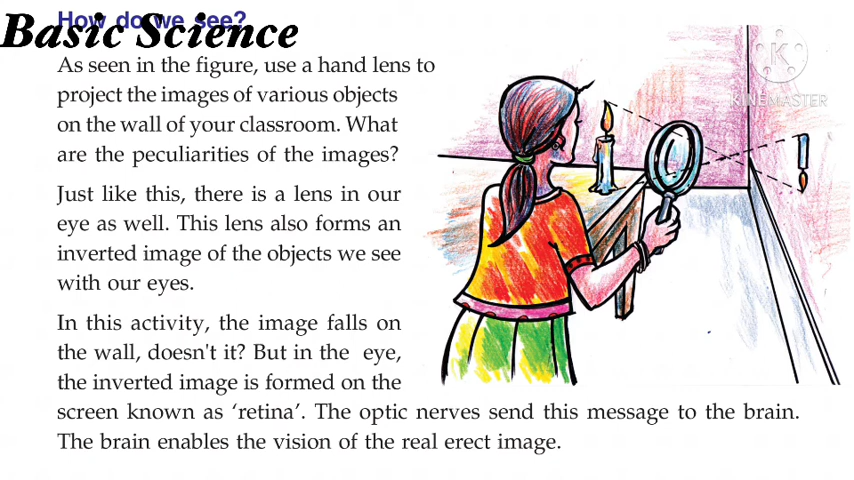 How do we see?
Basic Science
As seen in the figure, use a hand lens to
project the images of various objects
on the wall of your classroom. What
are the peculiarities of the images?
Just like this, there is a lens in our
eye as well. This lens also forms an
inverted image of the objects we see
with our eyes.
In this activity, the image falls on
the wall, doesn't it? But in the eye,
the inverted image is formed on the
screen known as ‘retina’. The optic nerves send this message to the brain.
The brain enables the vision of the real erect image.
K
KINEMASTER